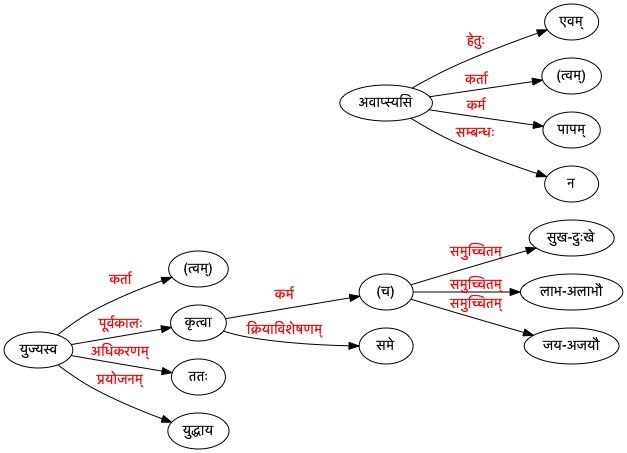 एवम्
हेतुः
(त्वम्)
कर्ता
अवाप्स्यसि
कर्म
पापम्
सम्बन्धः
न
सुख-दुःखे
समुच्चितम्
(त्वम्)
कर्ता
समुच्चितम्
लाभ-अलाभौ
कर्म
(च)
समुच्चितम्
पूर्वकालः
कृत्वा
क्रियाविशेषणम्
समे
जय-अजयौ
युज्यस्व
अधिकरणम्
ततः
प्रयोजनम्
युद्धाय